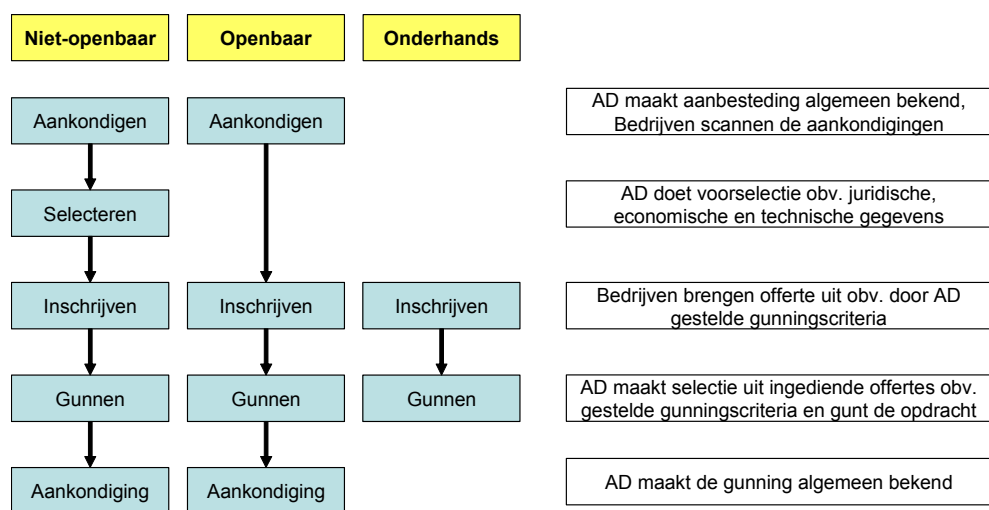 Niet-openbaar
Openbaar
Onderhands
Aankondigen
Aankondigen
AD maakt aanbesteding algemeen bekend,
Bedrijven scannen de aankondigingen
Selecteren
AD doet voorselectie obv. juridische,
economische en technische gegevens
Inschrijven
Inschrijven
Inschrijven
Bedrijven brengen offerte uit obv. door AD
gestelde gunningscriteria
Gunnen
Gunnen
Gunnen
AD maakt selectie uit ingediende offertes obv.
gestelde gunningscriteria en gunt de opdracht
Aankondiging
Aankondiging
AD maakt de gunning algemeen bekend